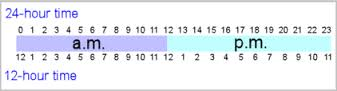 24-hour time
0 1 2 3 4 5 6 7 8 9 10 11 12 13 14 15 16 17 18 19 20 21 22 23
a.m. p.m.
12 1 2 3 4 5 6 7 8 9 10 11 12 1 2 3 4 5 6 7 8 9 10 11
12-hour time